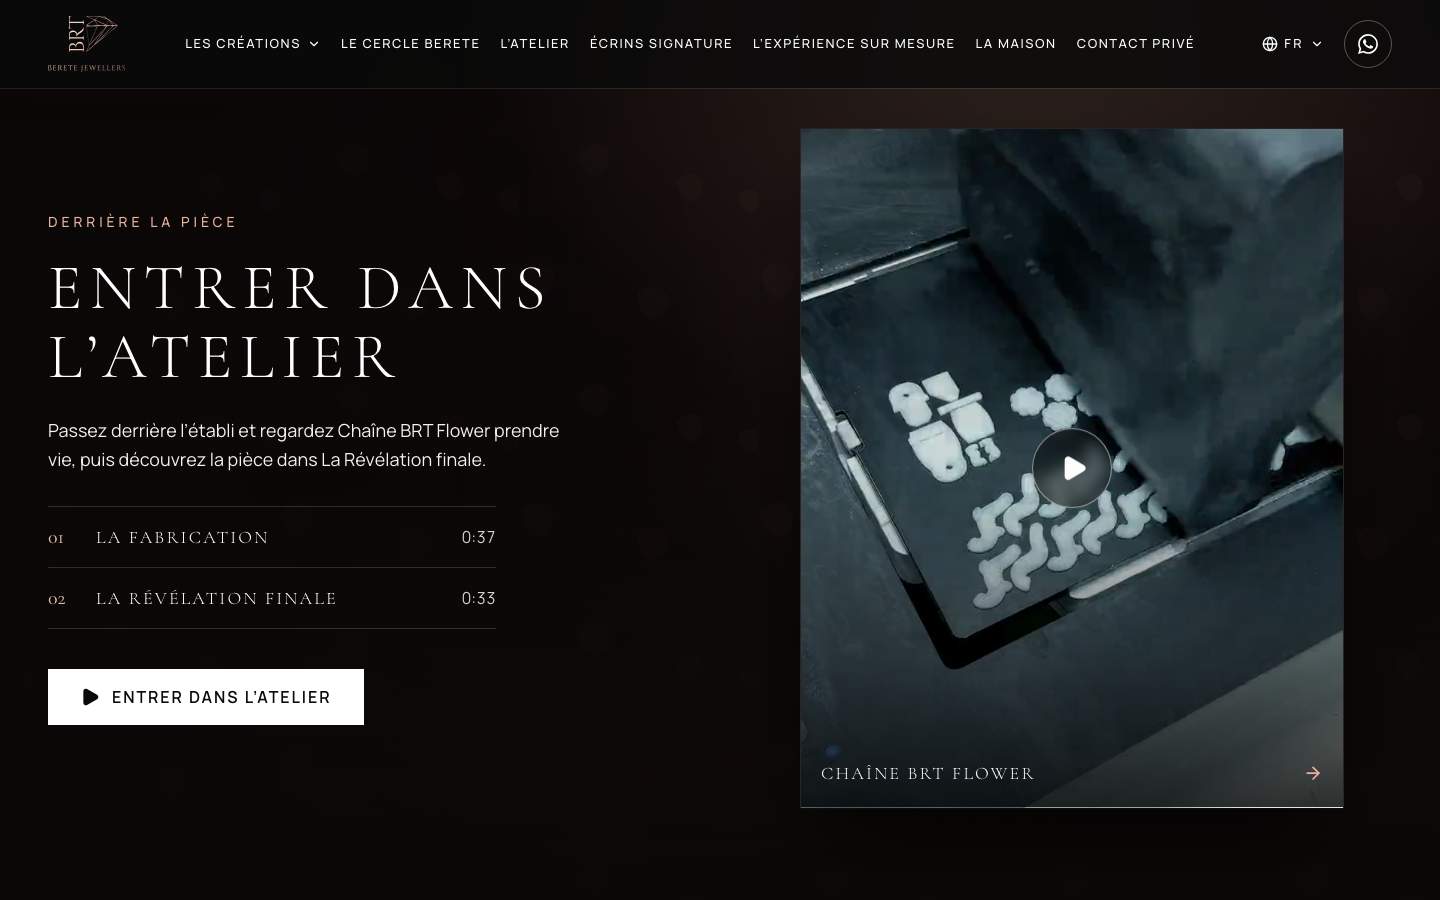 BRT
BERETE JEWELLERS
LES CRÉATIONS
LE CERCLE BERETE
L’ATELIER
ÉCRINS SIGNATURE
L’EXPÉRIENCE SUR MESURE
LA MAISON
CONTACT PRIVÉ
FR
DERRIÈRE LA PIÈCE
ENTRER DANS
L’ATELIER
Passez derrière l’établi et regardez Chaîne BRT Flower prendre
vie, puis découvrez la pièce dans La Révélation finale.
01 LA FABRICATION 0:37
02 LA RÉVÉLATION FINALE 0:33
ENTRER DANS L’ATELIER
CHAÎNE BRT FLOWER